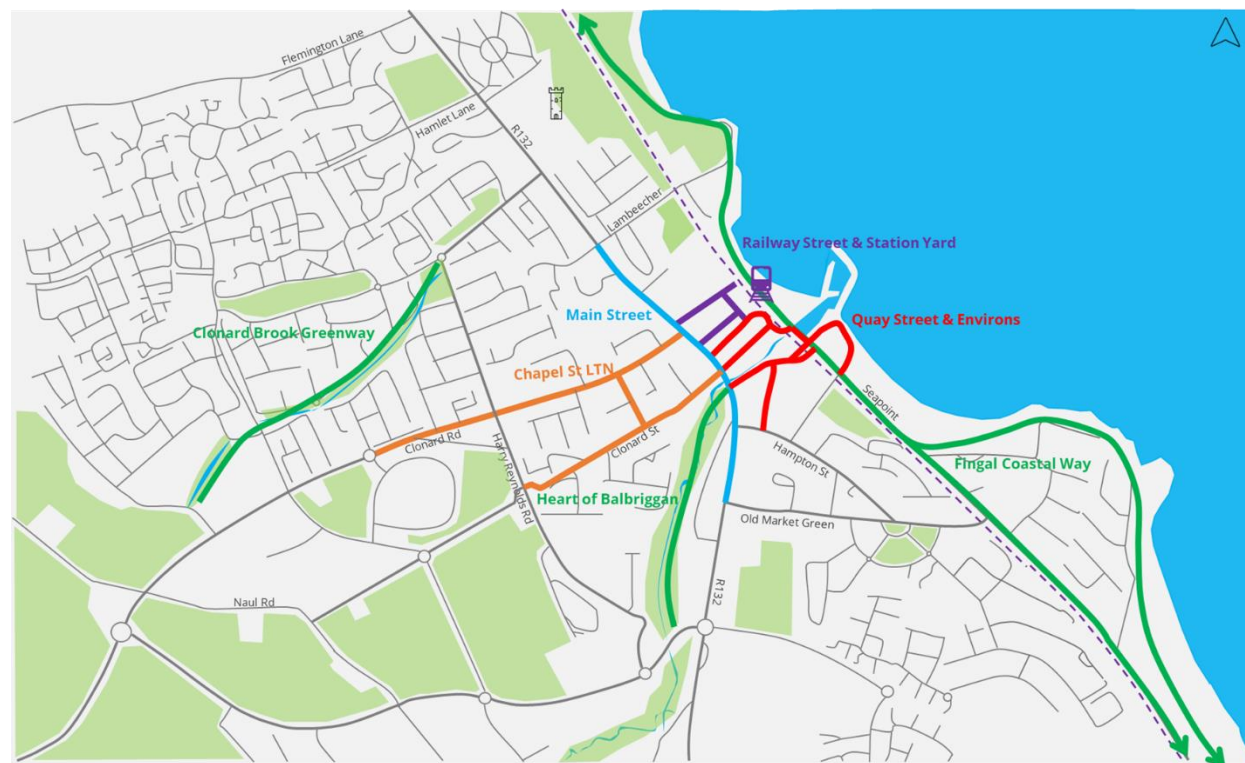 Flemington Lane
Hamlet Lane
R132
Lambeecher
Railway Street & Station Yard
Main Street
Quay Street & Environs
Clonard Brook Greenway
Chapel St LTN
Seapoint
Clonard Rd
Clonard St
Harry Reynolds Rd
Hampton St
Fingal Coastal Way
Heart of Balbriggan
Old Market Green
R132
Naul Rd